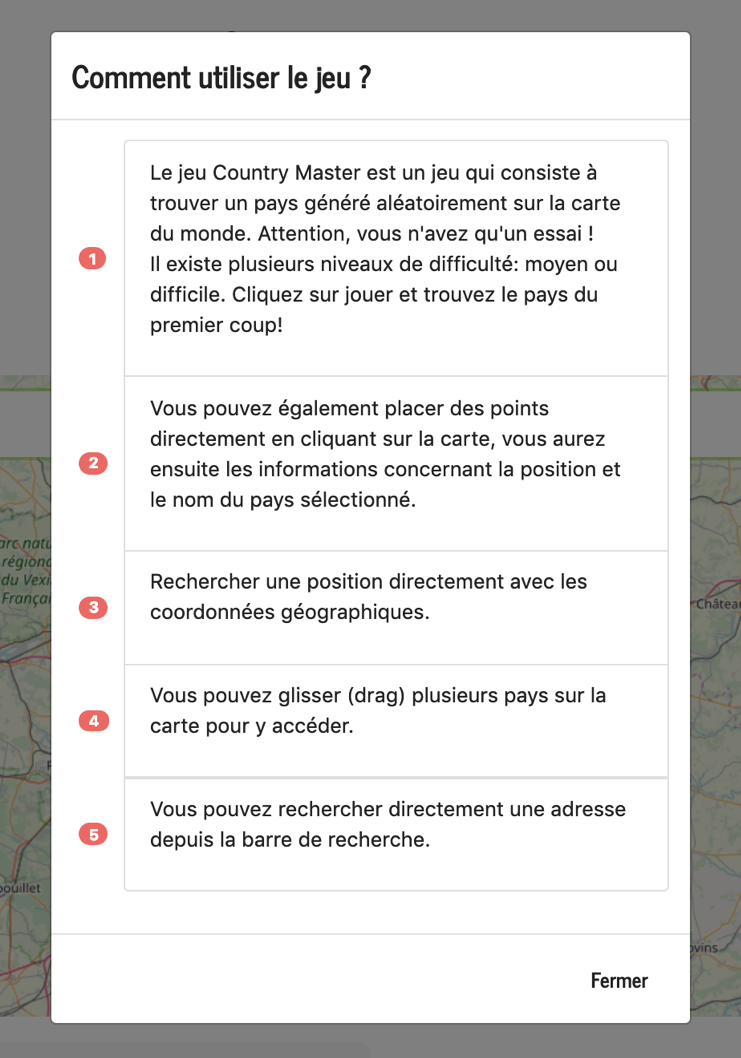 Comment utiliser le jeu ?
1
Le jeu Country Master est un jeu qui consiste à
trouver un pays généré aléatoirement sur la carte
du monde. Attention, vous n'avez qu'un essai !
Il existe plusieurs niveaux de difficulté: moyen ou
difficile. Cliquez sur jouer et trouvez le pays du
premier coup!
2
Vous pouvez également placer des points
directement en cliquant sur la carte, vous aurez
ensuite les informations concernant la position et
le nom du pays sélectionné.
3
Rechercher une position directement avec les
coordonnées géographiques.
4
Vous pouvez glisser (drag) plusieurs pays sur la
carte pour y accéder.
5
Vous pouvez rechercher directement une adresse
depuis la barre de recherche.
Fermer
arc natu
régiona
du Vexi
Françai
Château
bouillet
ovins